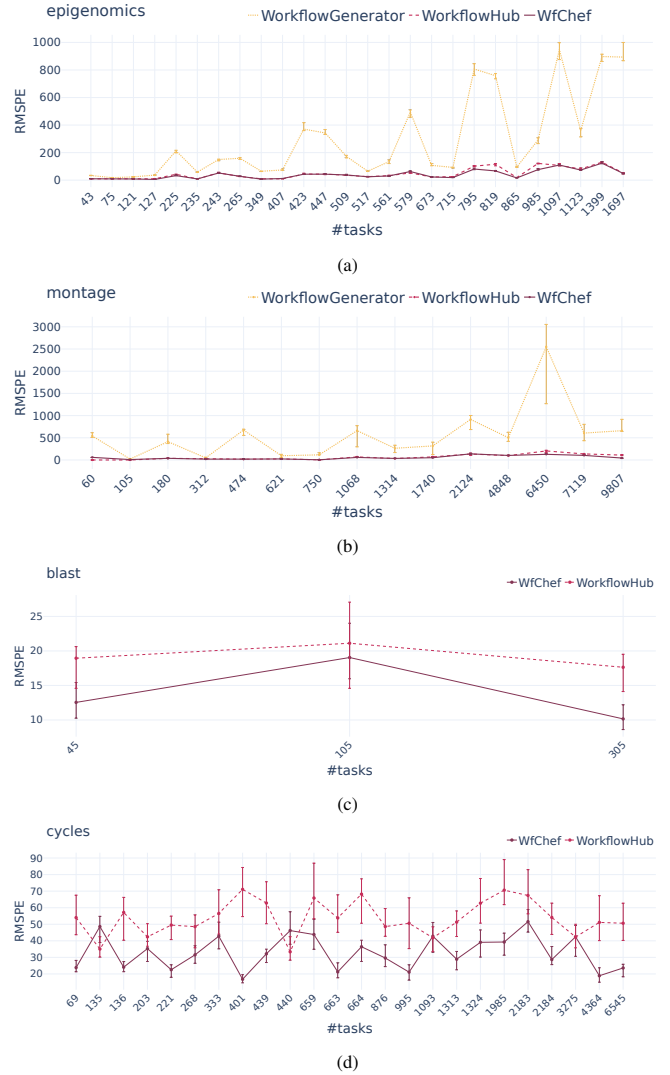 epigenomics
WorkflowGenerator WorkflowHub WfChef
1000
800
600
400
200
0
RMSPE
43 75 121 127 225 235 243 265 349 407 423 447 509 517 561 579 673 715 795 819 865 985 1097 1123 1399 1697
#tasks
(a)
montage
WorkflowGenerator WorkflowHub WfChef
3000
2500
2000
1500
1000
500
0
RMSPE
60 105 180 312 474 621 750 1068 1314 1740 2124 4848 6450 7119 9807
#tasks
(b)
blast
WfChef WorkflowHub
25
20
15
10
RMSPE
45 105 305
#tasks
(c)
cycles
WfChef WorkflowHub
90
80
70
60
50
40
30
20
RMSPE
69 135 136 203 221 268 333 401 439 440 659 663 664 876 995 1093 1313 1324 1985 2183 2184 3275 4364 6545
#tasks
(d)